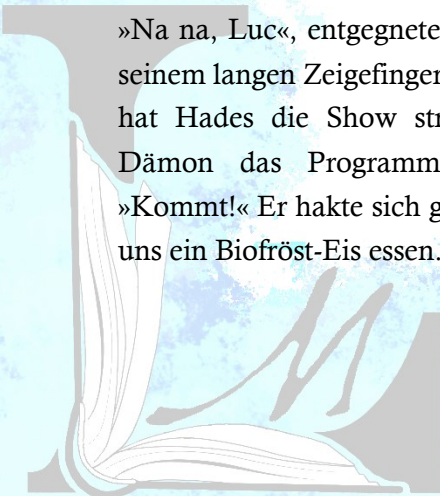 »Na na, Luc«, entgegnete
seinem langen Zeigefinger
hat Hades die Show
Dämon das Programm
»Kommt!« Er hakte sich
uns ein Biofröst-Eis essen.
M